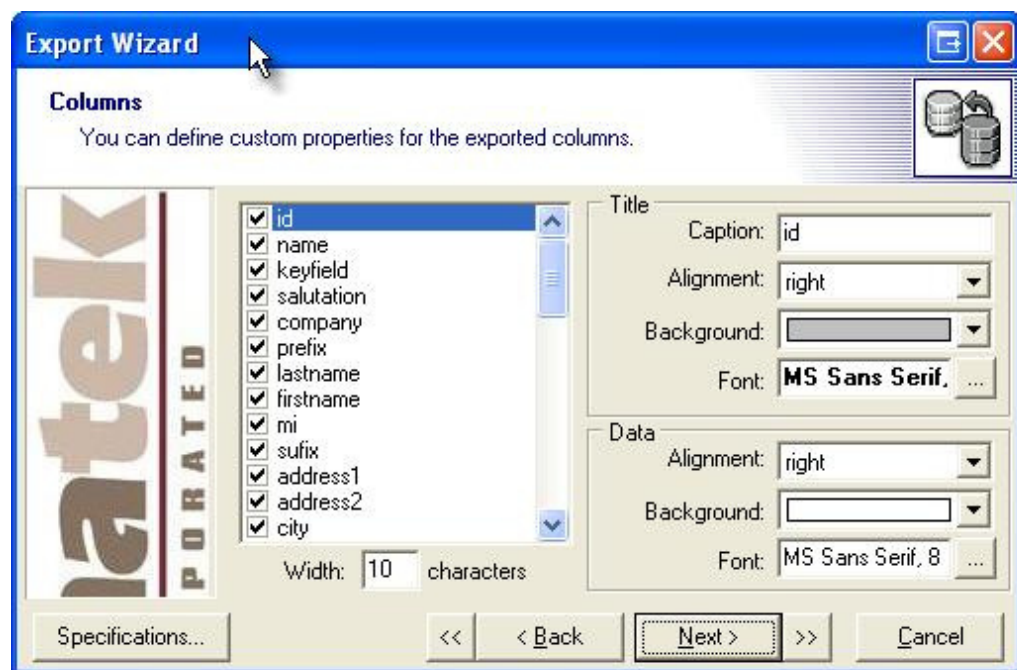 Export Wizard
Columns
You can define custom properties for the exported columns.
atek
PORATED
id
name
keyfield
salutation
company
prefix
lastname
firstname
mi
sufix
address1
address2
city
Width: 10 characters
Title
Caption: id
Alignment: right
Background:
Font: MS Sans Serif, ...
Data
Alignment: right
Background:
Font: MS Sans Serif, 8 ...
Specifications... << < Back Next > >> Cancel